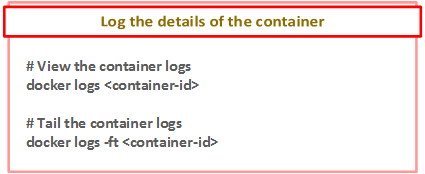 Log the details of the container
# View the container logs
docker logs <container-id>
# Tail the container logs
docker logs -ft <container-id>